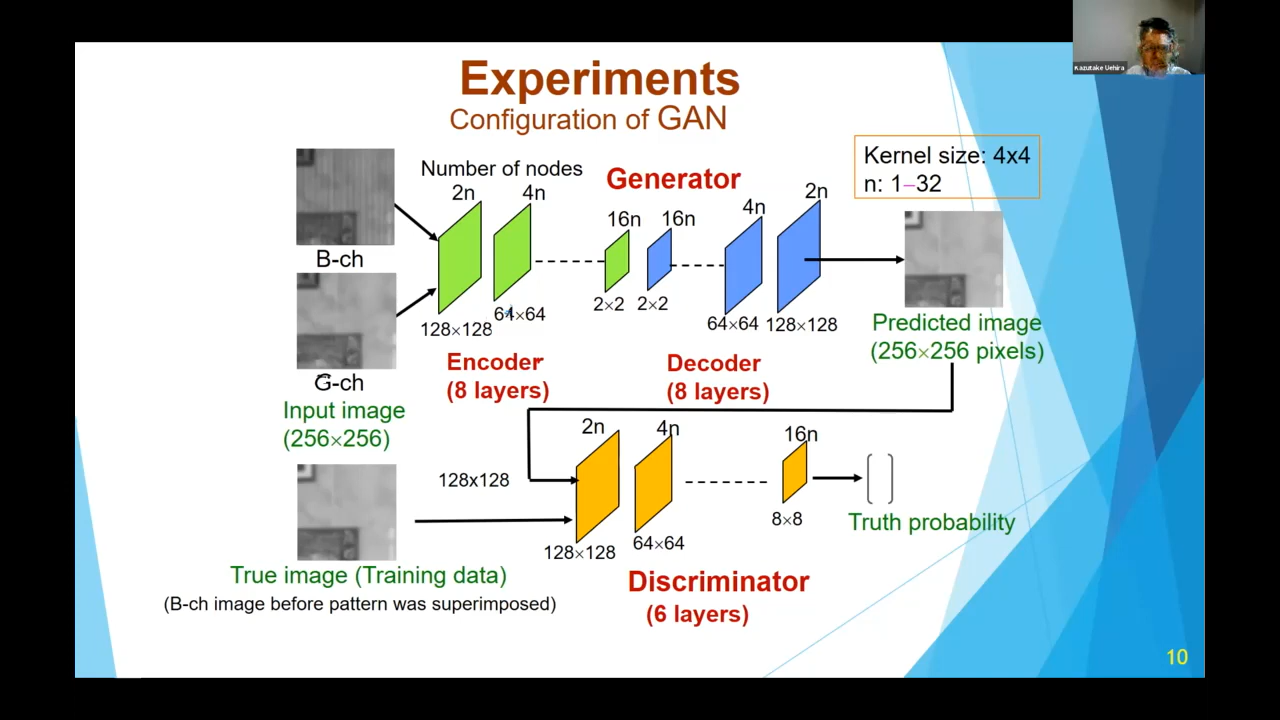 Kazutake Uehira
Experiments
Configuration of GAN
Number of nodes
Generator
Kernel size: 4x4
n: 1–32
2n
4n
16n
16n
4n
2n
B-ch
128×128
64×64
2×2
2×2
64×64
128×128
Predicted image
(256×256 pixels)
G-ch
Encoder
(8 layers)
Decoder
(8 layers)
Input image
(256×256)
2n
4n
16n
128x128
128×128
64×64
8×8
Truth probability
True image (Training data)
(B-ch image before pattern was superimposed)
Discriminator
(6 layers)
10